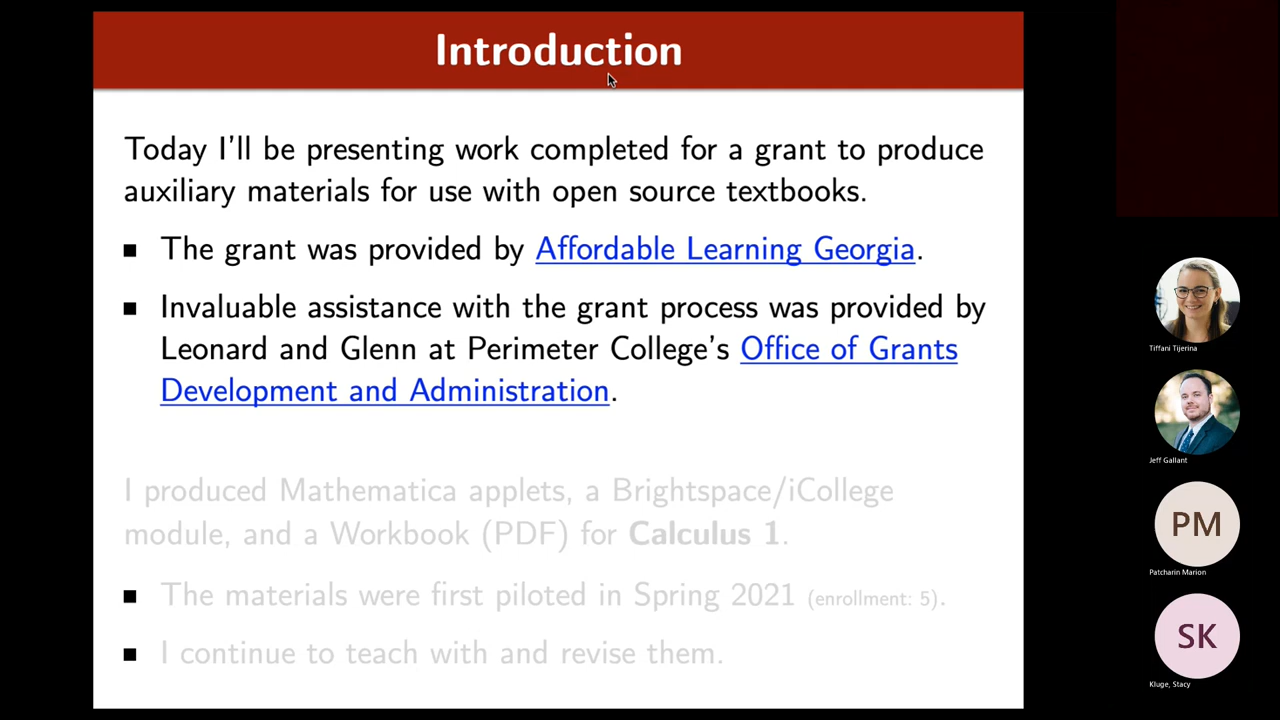 Introduction
Today I'll be presenting work completed for a grant to produce
auxiliary materials for use with open source textbooks.
■ The grant was provided by Affordable Learning Georgia.
■ Invaluable assistance with the grant process was provided by
Leonard and Glenn at Perimeter College's Office of Grants
Development and Administration.
I produced Mathematica applets, a Brightspace/iCollege
module, and a Workbook (PDF) for Calculus 1.
■ The materials were first piloted in Spring 2021 (enrollment: 5).
■ I continue to teach with and revise them.
Tiffani Tijerina
Jeff Gallant
PM
Patcharin Marion
SK
Kluge, Stacy